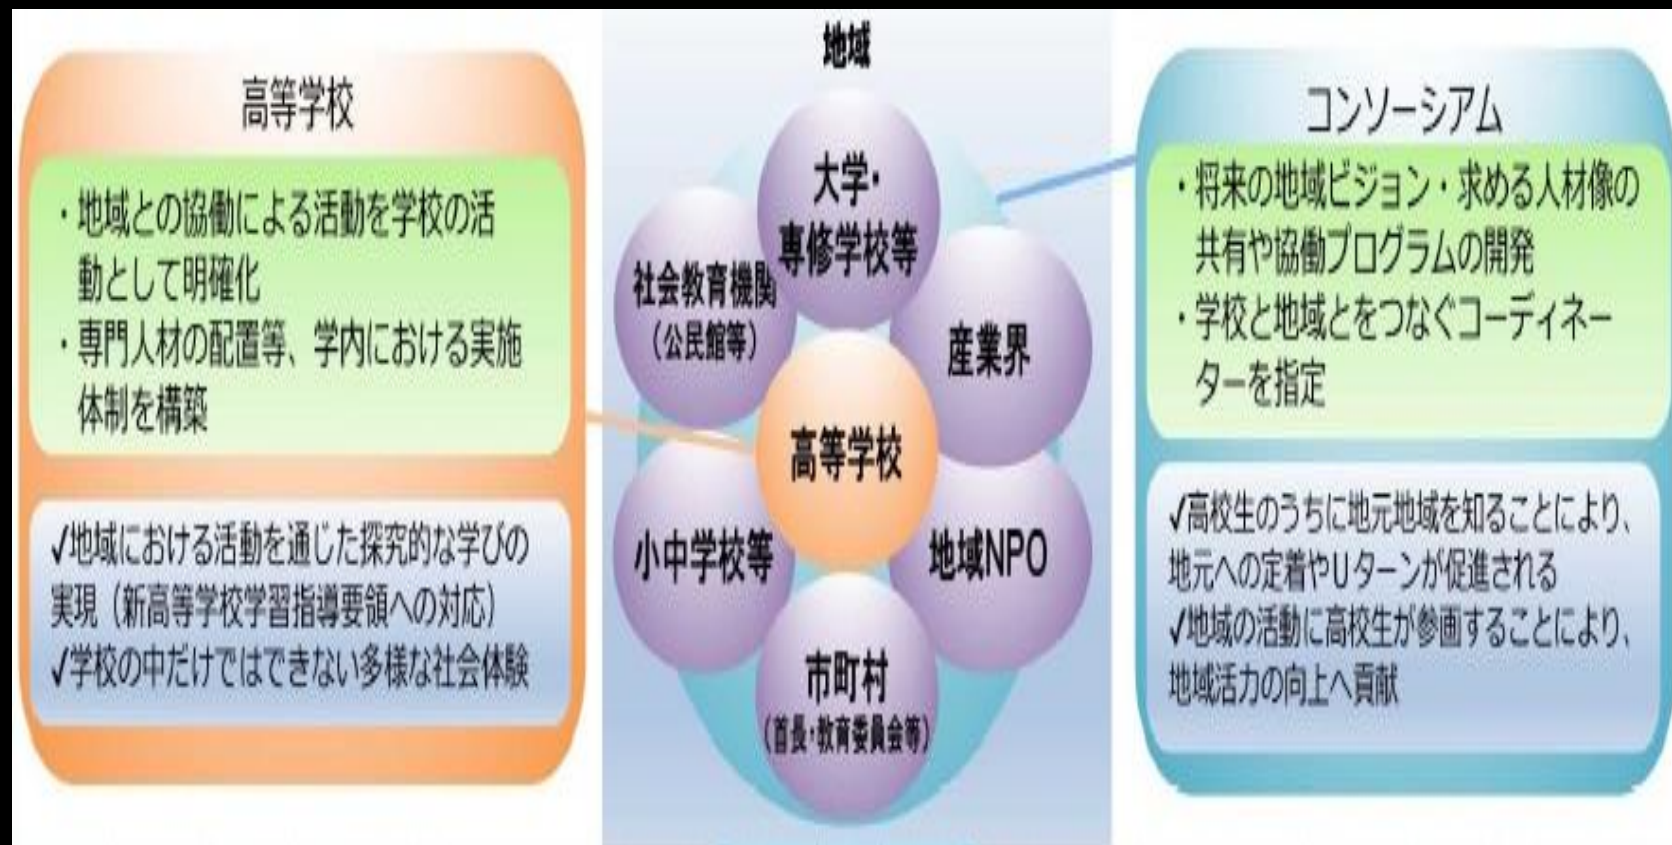 高等学校
・地域との協働による活動を学校の活
動として明確化
・専門人材の配置等、学内における実施
体制を構築
✓地域における活動を通じた探究的な学びの
実現（新高等学校学習指導要領への対応）
✓学校の中だけではできない多様な社会体験
地域
大学・
専修学校等
社会教育機関
（公民館等）
産業界
高等学校
小中学校等
地域NPO
市町村
（首長・教育委員会等）
コンソーシアム
・将来の地域ビジョン・求める人材像の
共有や協働プログラムの開発
・学校と地域とをつなぐコーディネー
ターを指定
✓高校生のうちに地元地域を知ることにより、
地元への定着やUターンが促進される
✓地域の活動に高校生が参画することにより、
地域活力の向上へ貢献